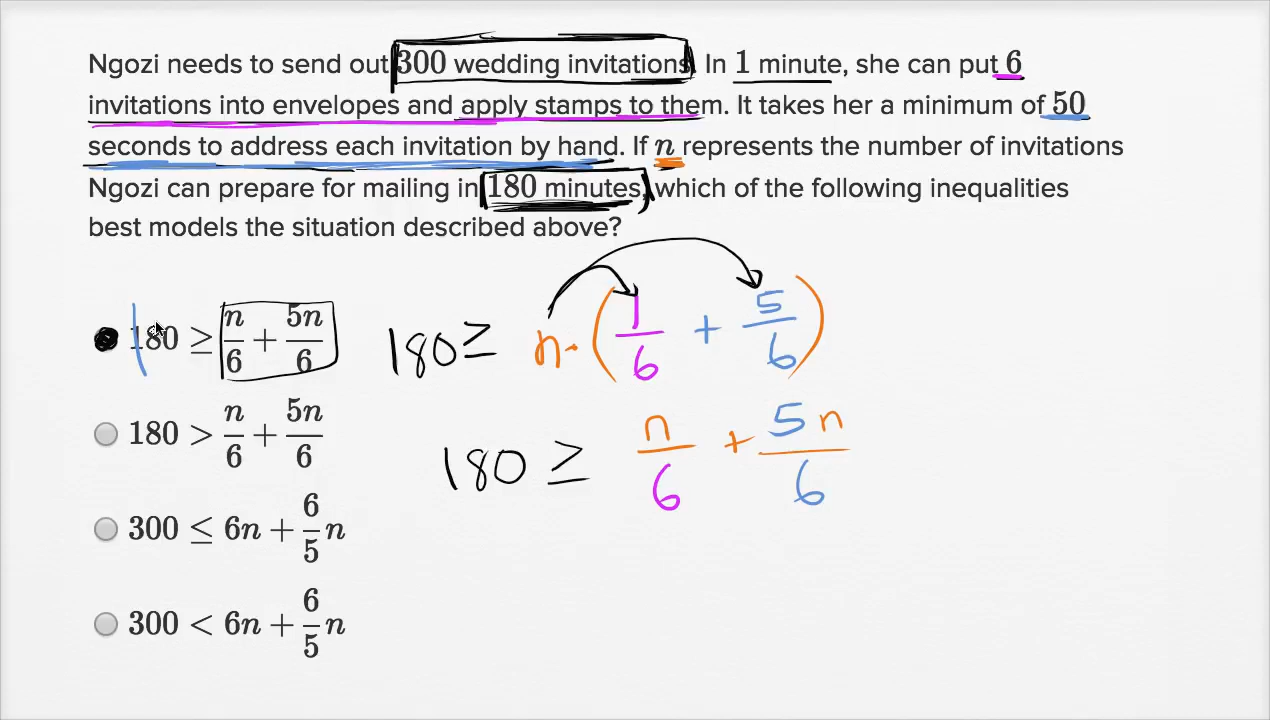 Ngozi needs to send out 300 wedding invitations. In 1 minute, she can put 6
invitations into envelopes and apply stamps to them. It takes her a minimum of 50
seconds to address each invitation by hand. If n represents the number of invitations
Ngozi can prepare for mailing in 180 minutes, which of the following inequalities
best models the situation described above?
180 ≥ n/6 + 5n/6
180 ≥ n · (1/6 + 5/6)
180 > n/6 + 5n/6
180 ≥ n/6 + 5n/6
300 ≤ 6n + 6/5 n
300 < 6n + 6/5 n